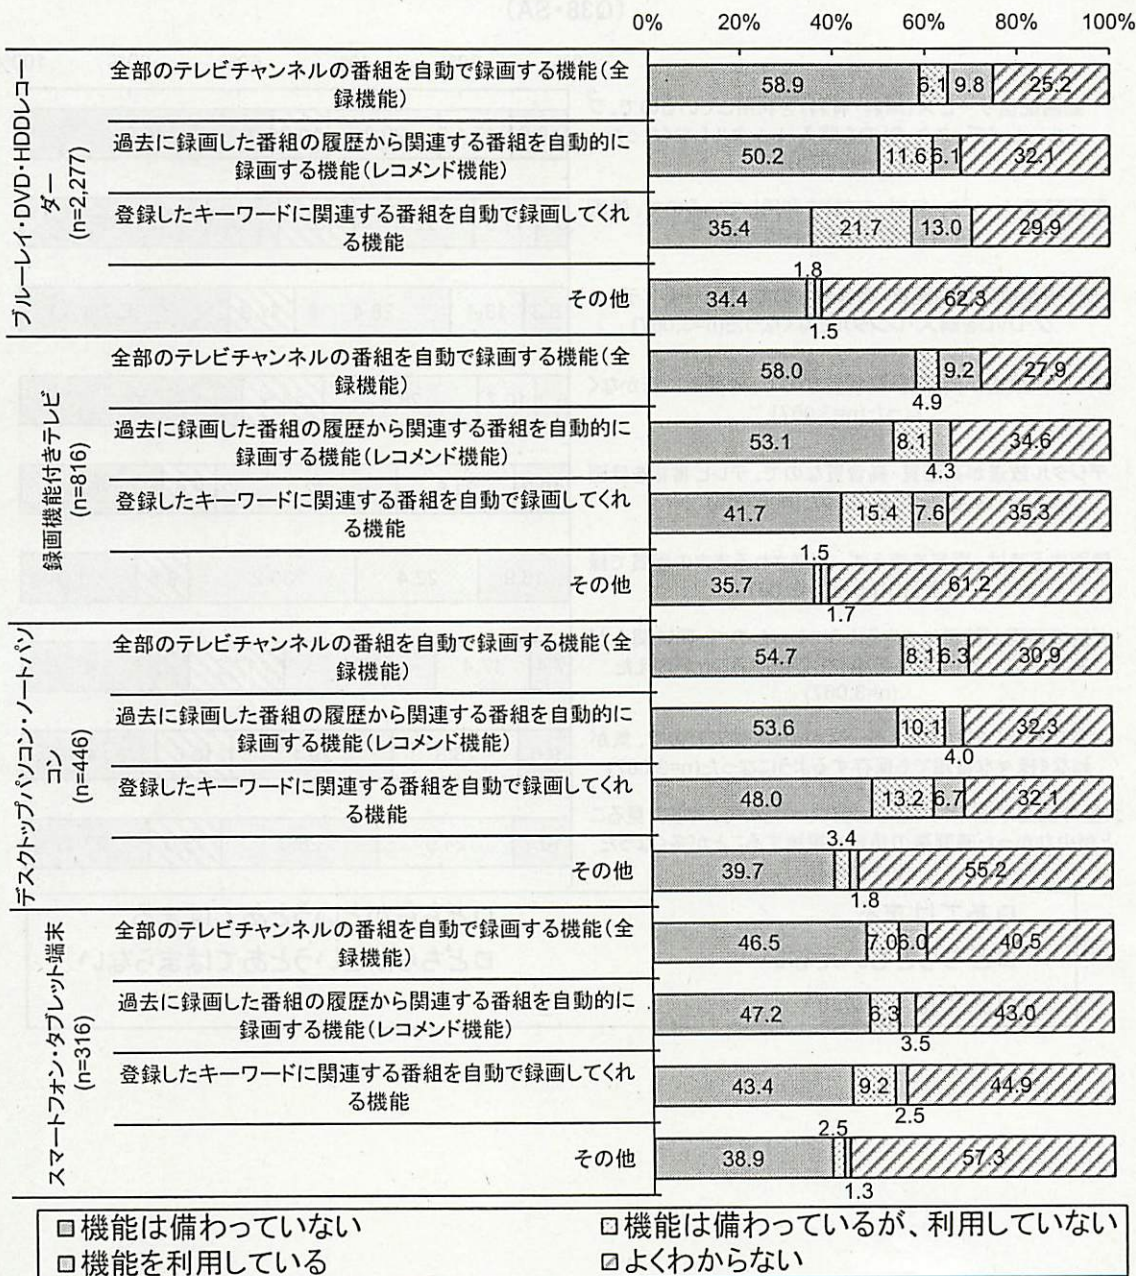 0% 20% 40% 60% 80% 100%
ブルーレイ・DVD・HDDレコー
ダー
(n=2,277)
全部のテレビチャンネルの番組を自動で録画する機能(全
録機能)
58.9 6.1 9.8 25.2
過去に録画した番組の履歴から関連する番組を自動的に
録画する機能(レコメンド機能)
50.2 11.6 6.1 32.1
登録したキーワードに関連する番組を自動で録画してくれ
る機能
35.4 21.7 13.0 29.9
その他
1.8
34.4 62.3
1.5
録画機能付きテレビ
(n=816)
全部のテレビチャンネルの番組を自動で録画する機能(全
録機能)
58.0 9.2 27.9
4.9
過去に録画した番組の履歴から関連する番組を自動的に
録画する機能(レコメンド機能)
53.1 8.1 34.6
4.3
登録したキーワードに関連する番組を自動で録画してくれ
る機能
41.7 15.4 7.6 35.3
その他
1.5
35.7 61.2
1.7
デスクトップパソコン・ノートパソ
コン
(n=446)
全部のテレビチャンネルの番組を自動で録画する機能(全
録機能)
54.7 8.1 6.3 30.9
過去に録画した番組の履歴から関連する番組を自動的に
録画する機能(レコメンド機能)
53.6 10.1 32.3
4.0
登録したキーワードに関連する番組を自動で録画してくれ
る機能
48.0 13.2 6.7 32.1
その他
3.4
39.7 55.2
1.8
スマートフォン・タブレット端末
(n=316)
全部のテレビチャンネルの番組を自動で録画する機能(全
録機能)
46.5 7.0 6.0 40.5
過去に録画した番組の履歴から関連する番組を自動的に
録画する機能(レコメンド機能)
47.2 6.3 43.0
3.5
登録したキーワードに関連する番組を自動で録画してくれ
る機能
43.4 9.2 44.9
2.5
その他
2.5
38.9 57.3
1.3
機能は備わっていない 機能は備わっているが、利用していない
機能を利用している よくわからない